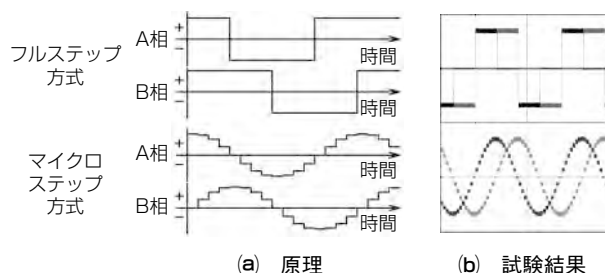 フルステップ
方式
A相
+
−
時間
B相
+
−
時間
マイクロ
ステップ
方式
A相
+
−
時間
B相
+
−
時間
(a) 原理
(b) 試験結果